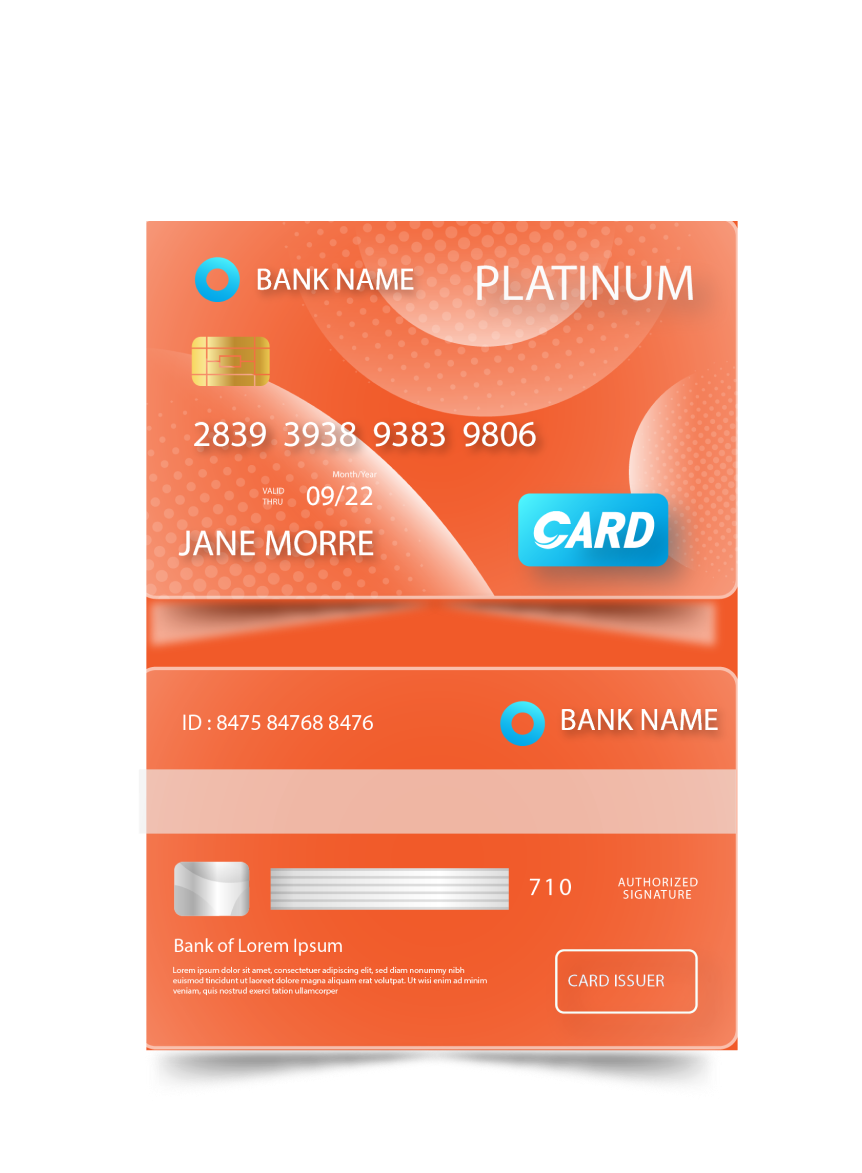 BANK NAME
PLATINUM
2839 3938 9383 9806
Month/Year
VALID
THRU
09/22
JANE MORRE
CARD
ID : 8475 84768 8476
BANK NAME
710
AUTHORIZED
SIGNATURE
Bank of Lorem Ipsum
Lorem ipsum dolor sit amet, consectetuer adipiscing elit, sed diam nonummy nibh
euismod tincidunt ut laoreet dolore magna aliquam erat volutpat. Ut wisi enim ad minim
veniam, quis nostrud exerci tation ullamcorper
CARD ISSUER